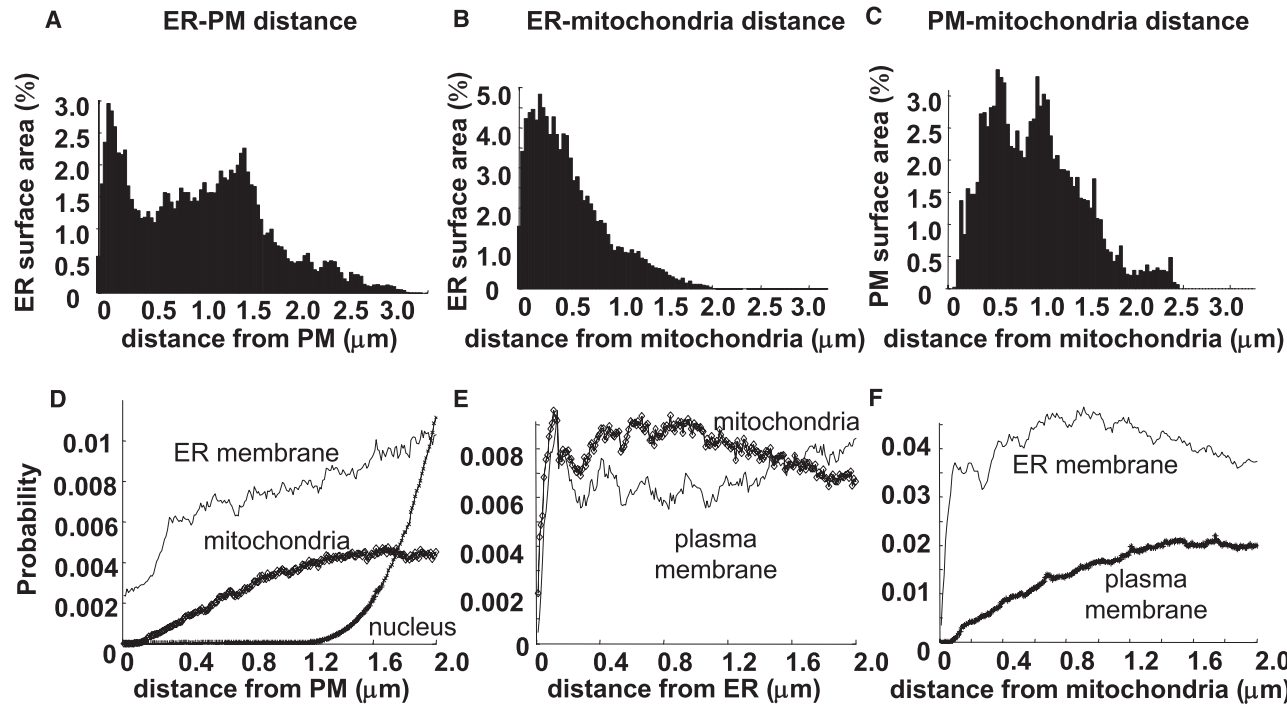 A ER-PM distance
ER surface area (%)
3.0
2.5
2.0
1.5
1.0
0.5
0
0 0.5 1.0 1.5 2.0 2.5 3.0
distance from PM (μm)
B ER-mitochondria distance
ER surface area (%)
5.0
4.0
3.0
2.0
1.0
0
0 0.5 1.0 1.5 2.0 2.5 3.0
distance from mitochondria (μm)
C PM-mitochondria distance
PM surface area (%)
3.0
2.5
2.0
1.5
1.0
0.5
0
0 0.5 1.0 1.5 2.0 2.5 3.0
distance from mitochondria (μm)
D
Probability
0.01
0.008
0.006
0.004
0.002
0
ER membrane
mitochondria
nucleus
0 0.4 0.8 1.2 1.6 2.0
distance from PM (μm)
E
0.008
0.006
0.004
0.002
0
mitochondria
plasma
membrane
0 0.4 0.8 1.2 1.6 2.0
distance from ER (μm)
F
0.04
0.03
0.02
0.01
0
ER membrane
plasma
membrane
0 0.4 0.8 1.2 1.6 2.0
distance from mitochondria (μm)